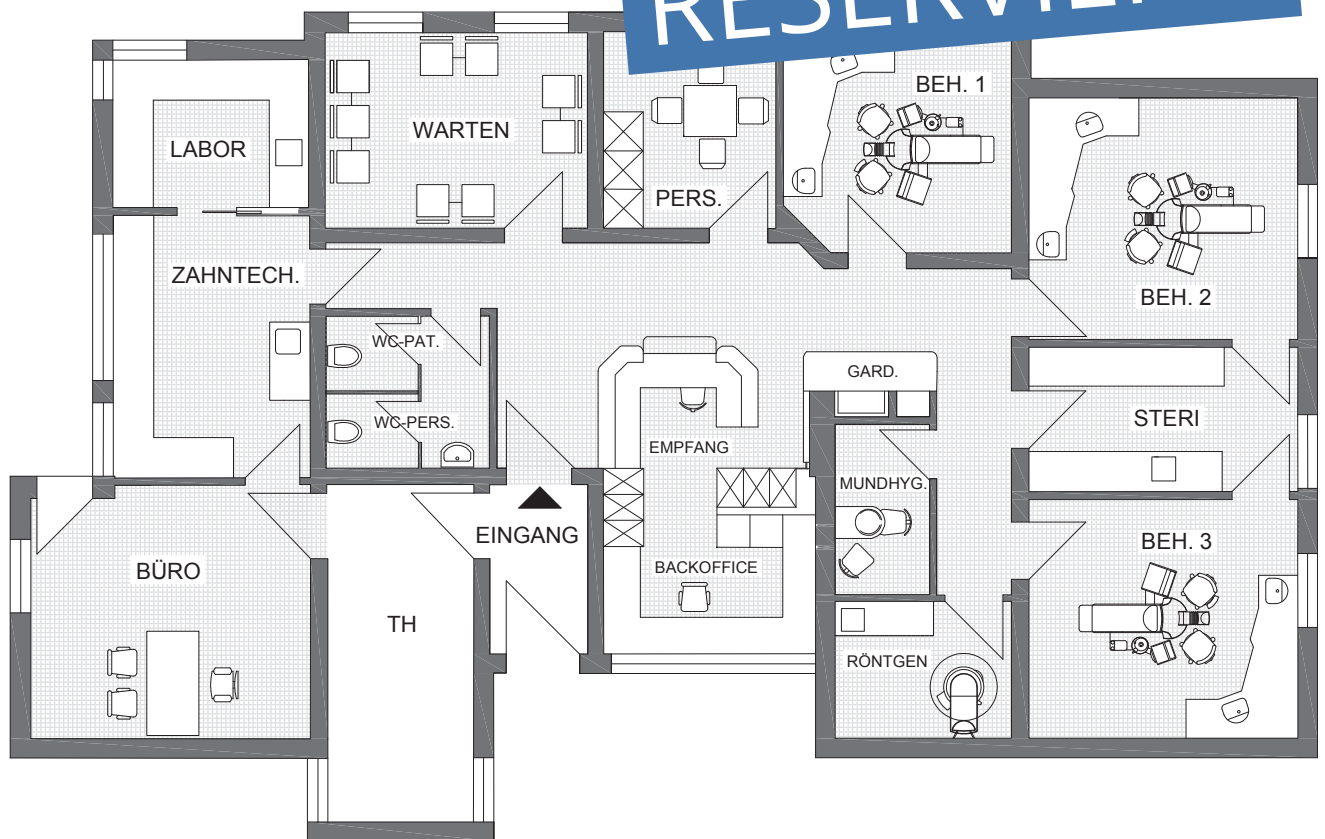 RESERVIERT
BEH. 1
WARTEN
LABOR
PERS.
ZAHNTECH.
BEH. 2
WC-PAT.
GARD.
WC-PERS.
STERI
EMPFANG
MUNDHYG.
EINGANG
BEH. 3
BACKOFFICE
BÜRO
TH
RÖNTGEN